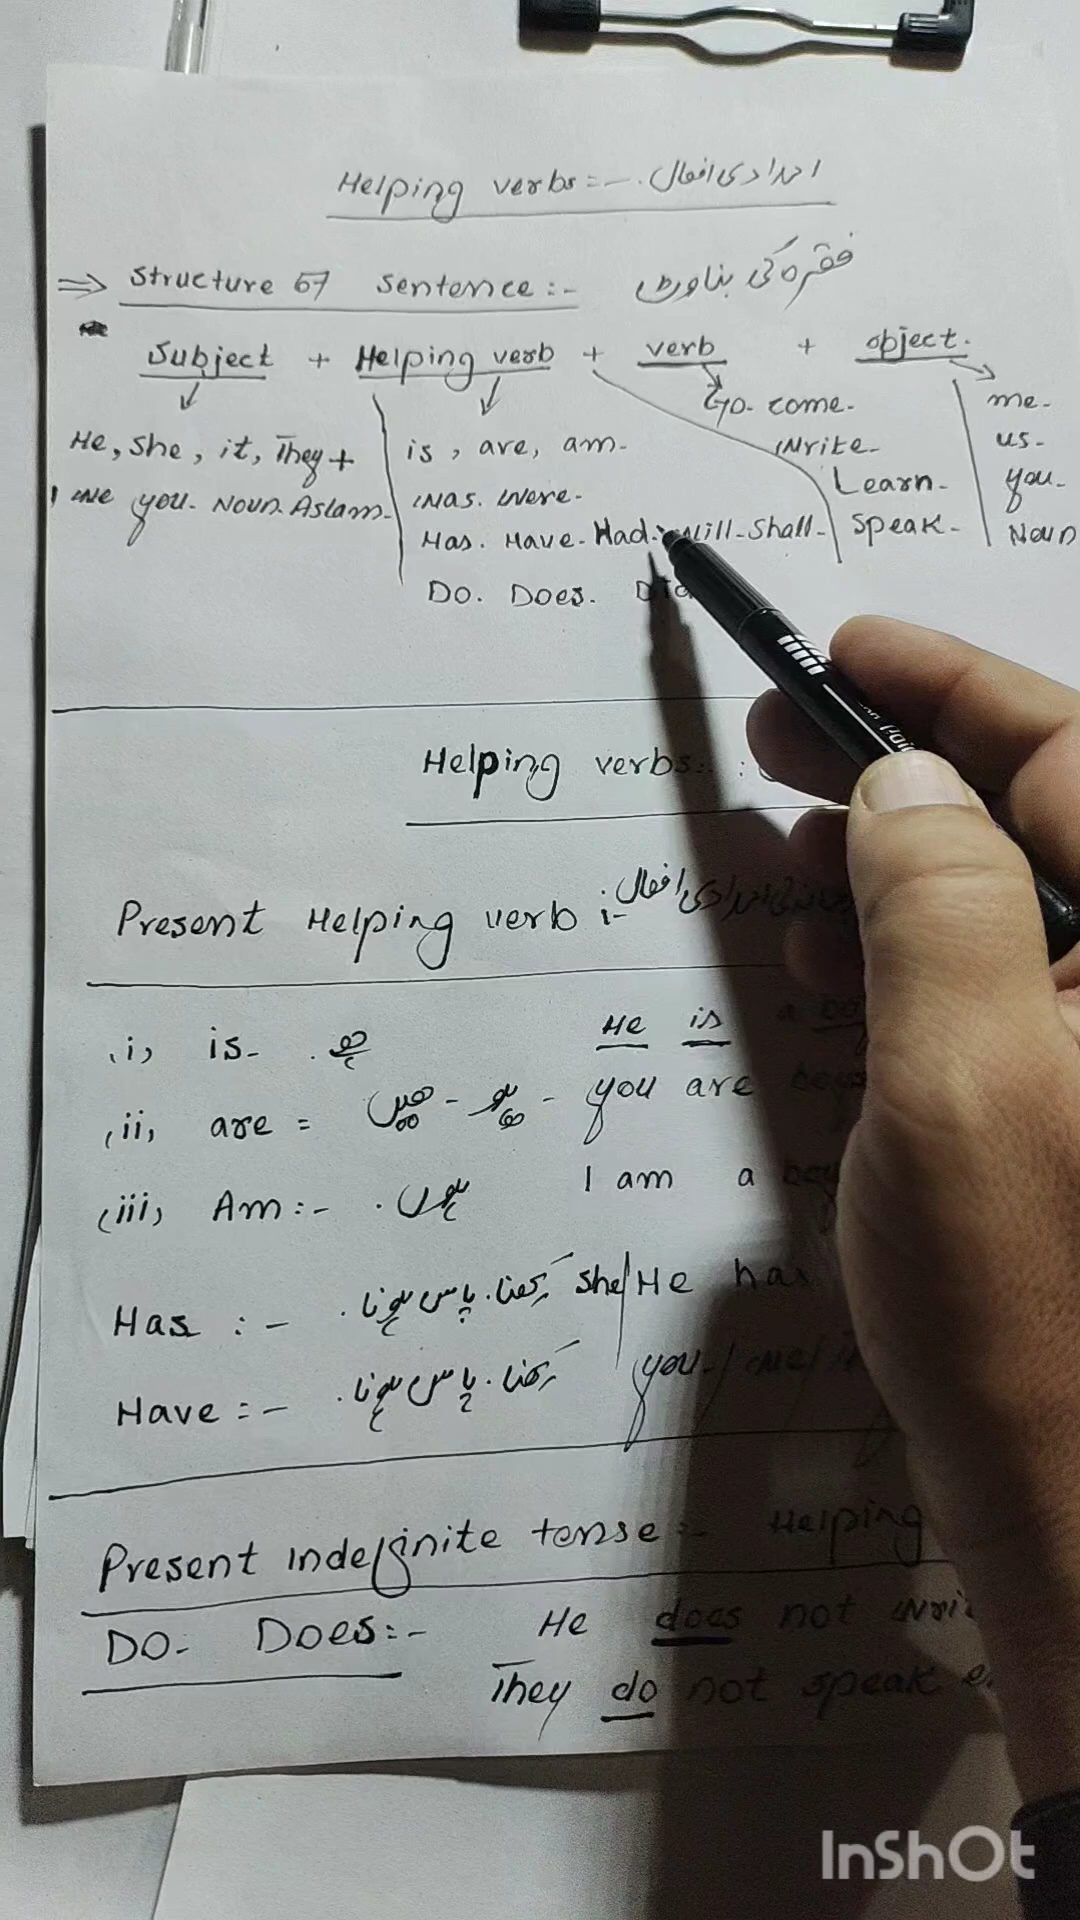 Helping verbs:-. امدادی افعال
⇒ Structure of Sentence:- فقرہ کی بناوٹ
Subject + Helping verb + verb + object.
He, She, it, They + is, are, am. Go. come. me.
I we you. Noun. Aslam. Was. Were. Write. us.
Has. Have. Had. Will. Shall. Learn. you.
Do. Does. Did Speak. Noun
Helping verbs:
Present Helping verb :- امدادی افعال
(i) is- ہے. He is a
(ii) are = ہیں - ہو - you are boys
(iii) Am:- ہوں. I am a boy
Has :- رکھنا. پاس ہونا. She/He has
Have :- رکھنا. پاس ہونا. you / we /
Present indefinite tense:- Helping
DO- Does:- He does not
They do not speak
InShOt